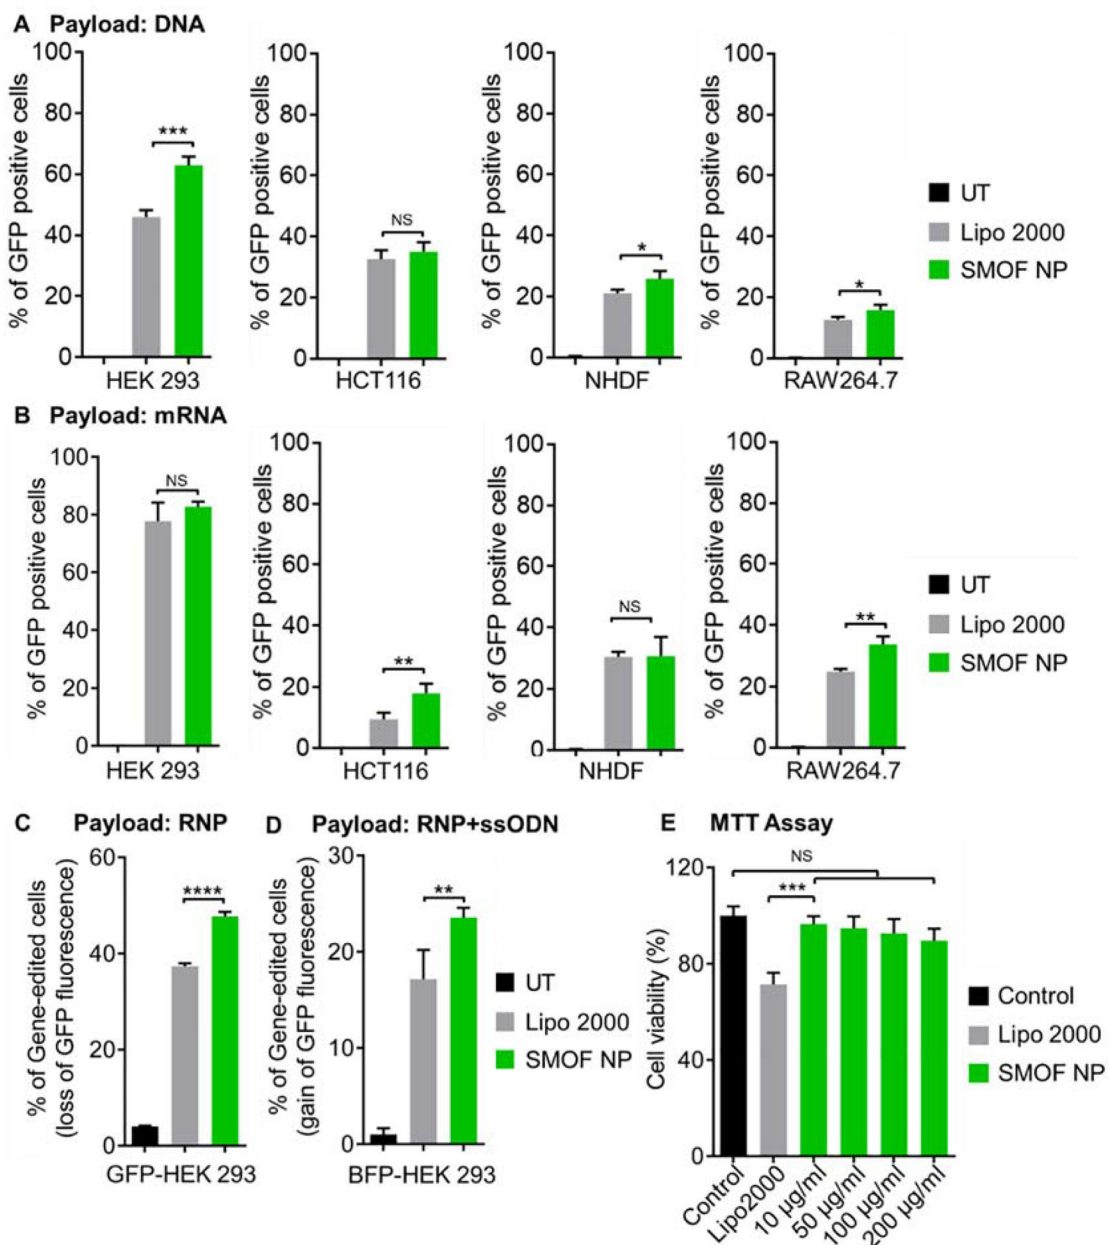 A Payload: DNA
% of GFP positive cells
100
80
60
40
20
0
***
HEK 293
% of GFP positive cells
100
80
60
40
20
0
NS
HCT116
% of GFP positive cells
100
80
60
40
20
0
*
NHDF
% of GFP positive cells
100
80
60
40
20
0
*
RAW264.7
UT
Lipo 2000
SMOF NP
B Payload: mRNA
% of GFP positive cells
100
80
60
40
20
0
NS
HEK 293
% of GFP positive cells
100
80
60
40
20
0
**
HCT116
% of GFP positive cells
100
80
60
40
20
0
NS
NHDF
% of GFP positive cells
100
80
60
40
20
0
**
RAW264.7
UT
Lipo 2000
SMOF NP
C Payload: RNP
% of Gene-edited cells
(loss of GFP fluorescence)
60
40
20
0
****
GFP-HEK 293
D Payload: RNP+ssODN
% of Gene-edited cells
(gain of GFP fluorescence)
30
20
10
0
**
BFP-HEK 293
UT
Lipo 2000
SMOF NP
E MTT Assay
Cell viability (%)
120
80
40
0
NS
***
Control
Lipo2000
10 µg/ml
50 µg/ml
100 µg/ml
200 µg/ml
Control
Lipo 2000
SMOF NP